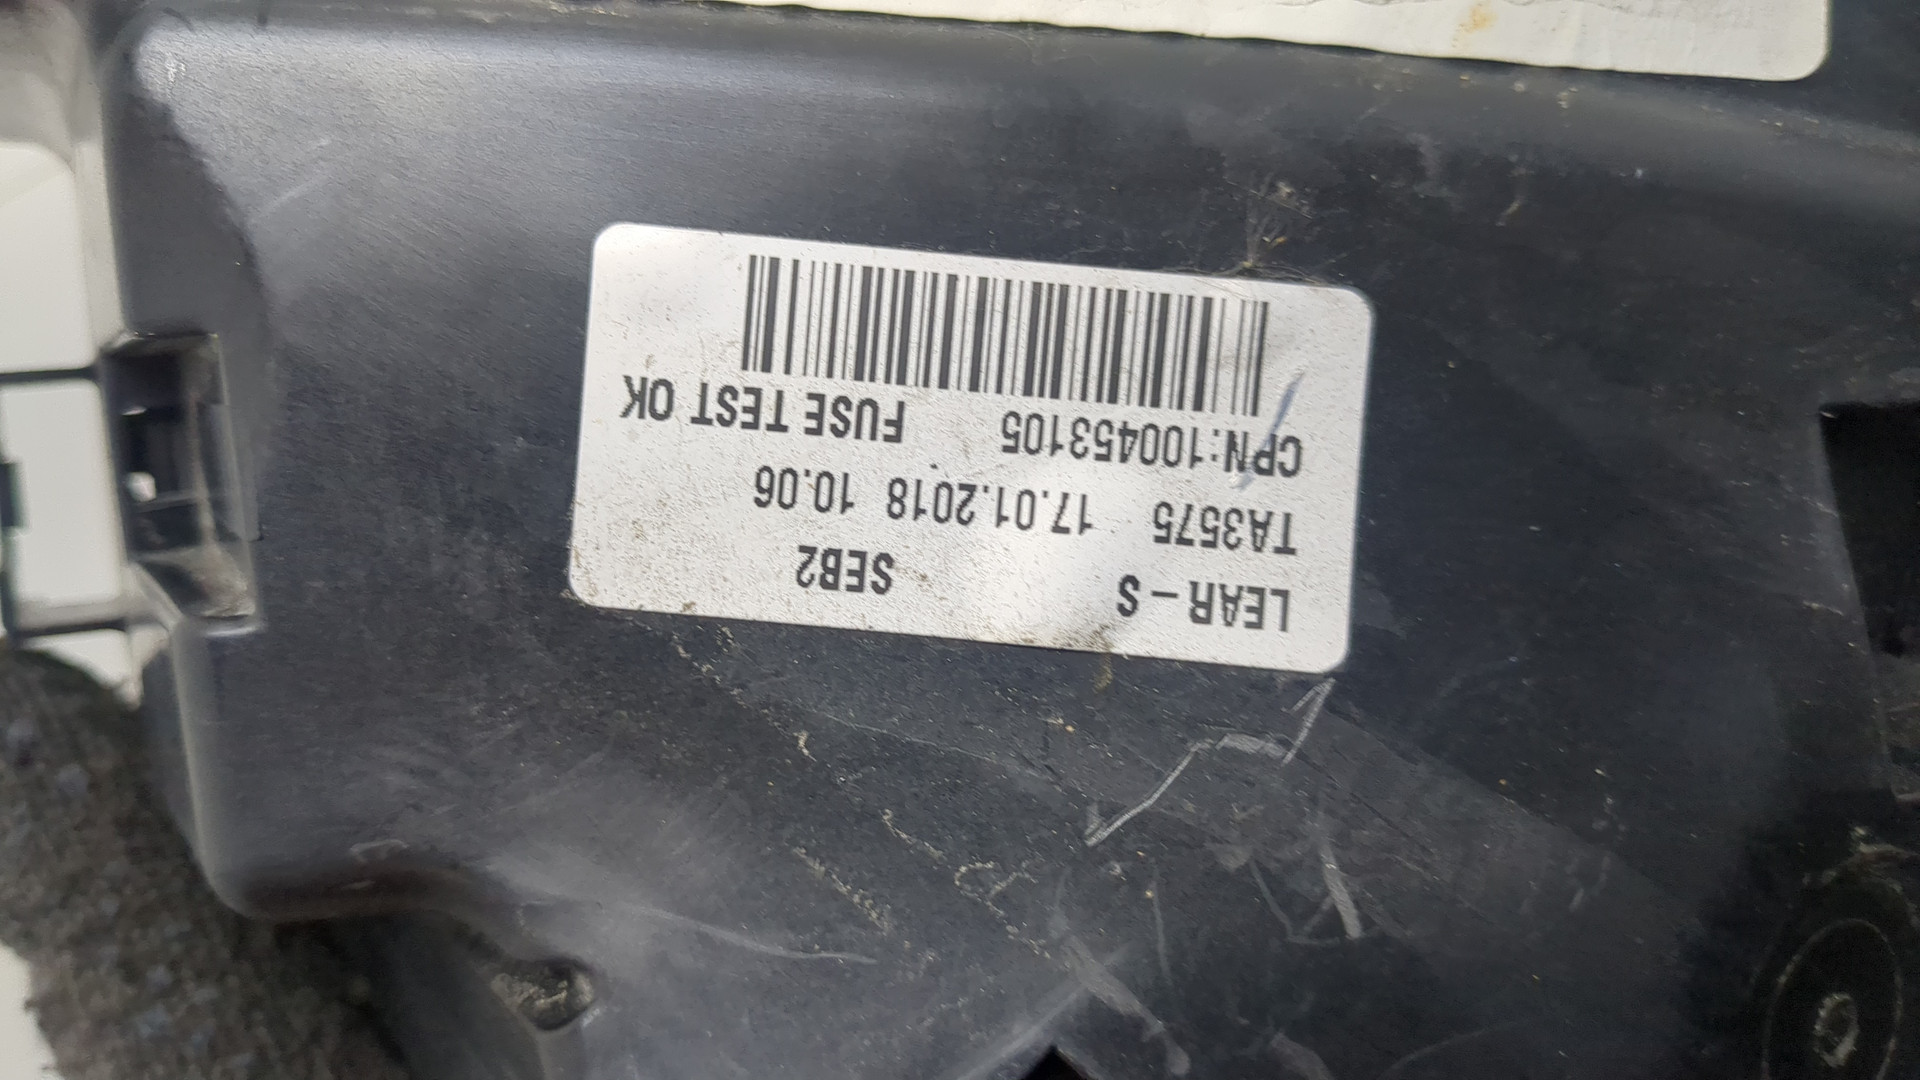 LEAR-S SEB2
TA3575 17.01.2018 10.06
CPN:100453105 FUSE TEST OK